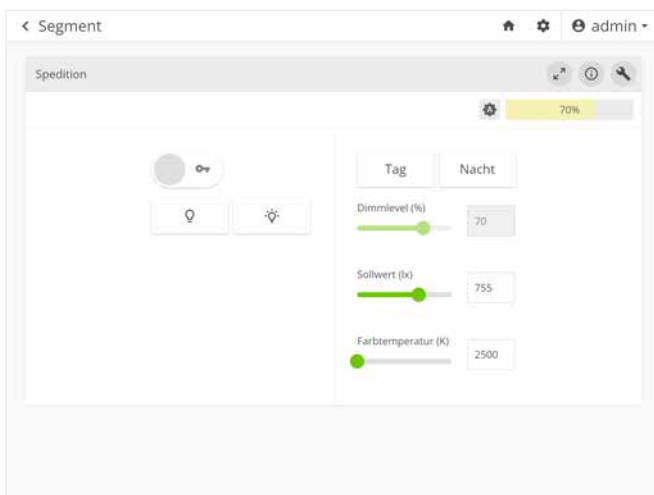 Segment
admin
Spedition
70%
Tag Nacht
Dimmlevel (%)
70
Sollwert (lx)
755
Farbtemperatur (K)
2500